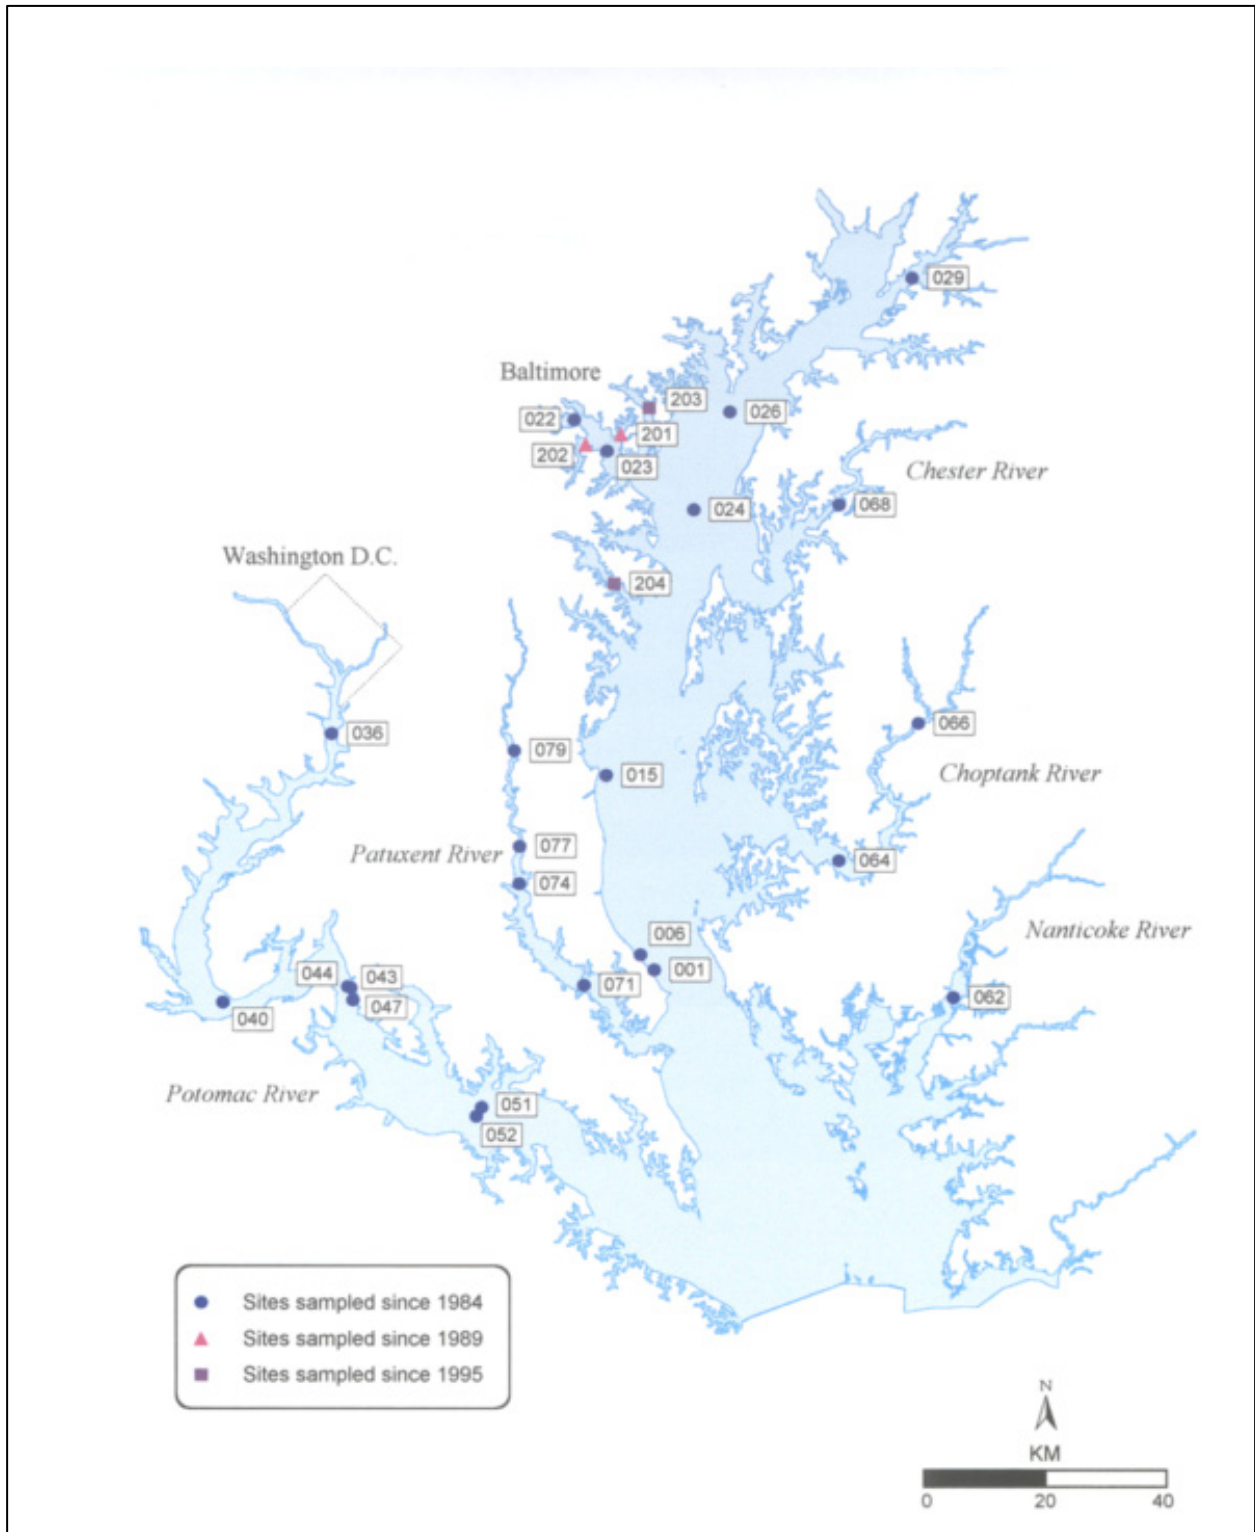 029
Baltimore
203
026
022
201
202
023
Chester River
068
024
Washington D.C.
204
066
036
079
015
Choptank River
077
Patuxent River
064
074
Nanticoke River
006
001
044
043
071
062
047
040
Potomac River
051
052
Sites sampled since 1984
Sites sampled since 1989
Sites sampled since 1995
N
KM
0 20 40